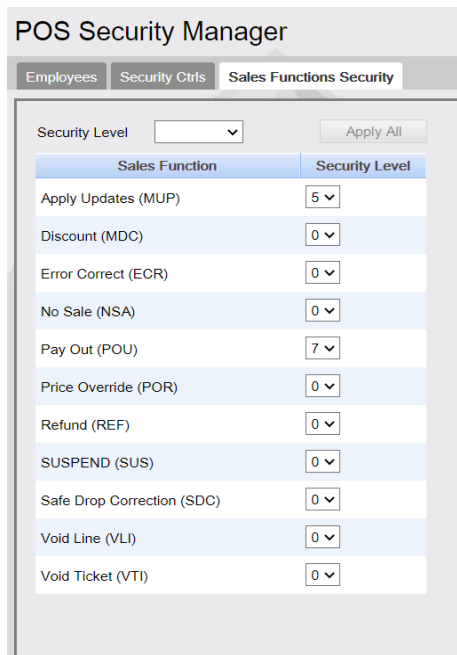 POS Security Manager
Employees Security Ctrls Sales Functions Security
Security Level Apply All
Sales Function Security Level
Apply Updates (MUP) 5
Discount (MDC) 0
Error Correct (ECR) 0
No Sale (NSA) 0
Pay Out (POU) 7
Price Override (POR) 0
Refund (REF) 0
SUSPEND (SUS) 0
Safe Drop Correction (SDC) 0
Void Line (VLI) 0
Void Ticket (VTI) 0